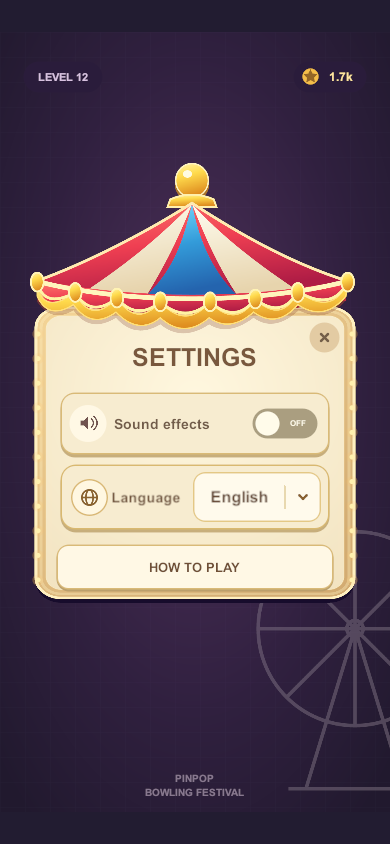 LEVEL 12
1.7k
SETTINGS
Sound effects
OFF
Language
English
HOW TO PLAY
PINPOP
BOWLING FESTIVAL